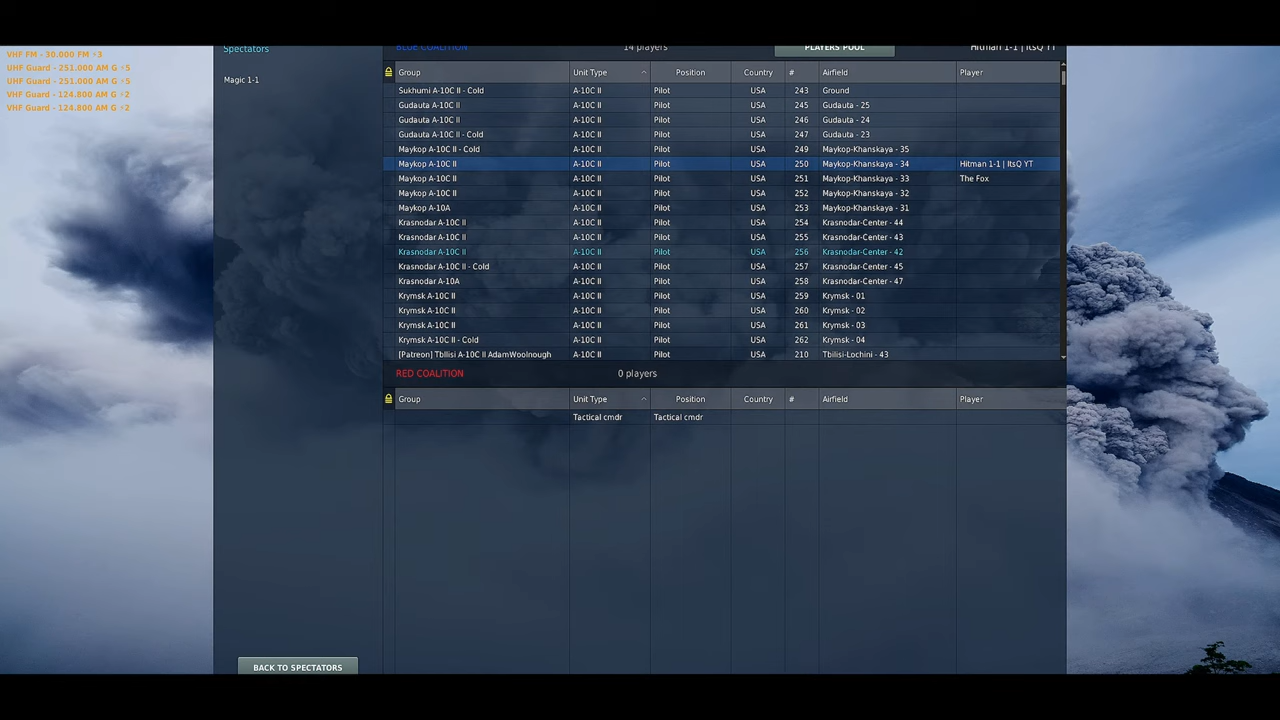 VHF FM - 30.000 FM ⚡3
UHF Guard - 251.000 AM G ⚡5
UHF Guard - 251.000 AM G ⚡5
VHF Guard - 124.800 AM G ⚡2
VHF Guard - 124.800 AM G ⚡2
Spectators
Magic 1-1
BLUE COALITION 14 players PLAYERS POOL Hitman 1-1 | ItsQ YT
Group Unit Type Position Country # Airfield Player
Sukhumi A-10C II - Cold A-10C II Pilot USA 243 Ground
Gudauta A-10C II A-10C II Pilot USA 245 Gudauta - 25
Gudauta A-10C II A-10C II Pilot USA 246 Gudauta - 24
Gudauta A-10C II - Cold A-10C II Pilot USA 247 Gudauta - 23
Maykop A-10C II - Cold A-10C II Pilot USA 249 Maykop-Khanskaya - 35
Maykop A-10C II A-10C II Pilot USA 250 Maykop-Khanskaya - 34 Hitman 1-1 | ItsQ YT
Maykop A-10C II A-10C II Pilot USA 251 Maykop-Khanskaya - 33 The Fox
Maykop A-10C II A-10C II Pilot USA 252 Maykop-Khanskaya - 32
Maykop A-10A A-10C II Pilot USA 253 Maykop-Khanskaya - 31
Krasnodar A-10C II A-10C II Pilot USA 254 Krasnodar-Center - 44
Krasnodar A-10C II A-10C II Pilot USA 255 Krasnodar-Center - 43
Krasnodar A-10C II A-10C II Pilot USA 256 Krasnodar-Center - 42
Krasnodar A-10C II - Cold A-10C II Pilot USA 257 Krasnodar-Center - 45
Krasnodar A-10A A-10C II Pilot USA 258 Krasnodar-Center - 47
Krymsk A-10C II A-10C II Pilot USA 259 Krymsk - 01
Krymsk A-10C II A-10C II Pilot USA 260 Krymsk - 02
Krymsk A-10C II A-10C II Pilot USA 261 Krymsk - 03
Krymsk A-10C II - Cold A-10C II Pilot USA 262 Krymsk - 04
[Patreon] Tbilisi A-10C II AdamWoolnough A-10C II Pilot USA 210 Tbilisi-Lochini - 43
RED COALITION 0 players
Group Unit Type Position Country # Airfield Player
Tactical cmdr Tactical cmdr
BACK TO SPECTATORS